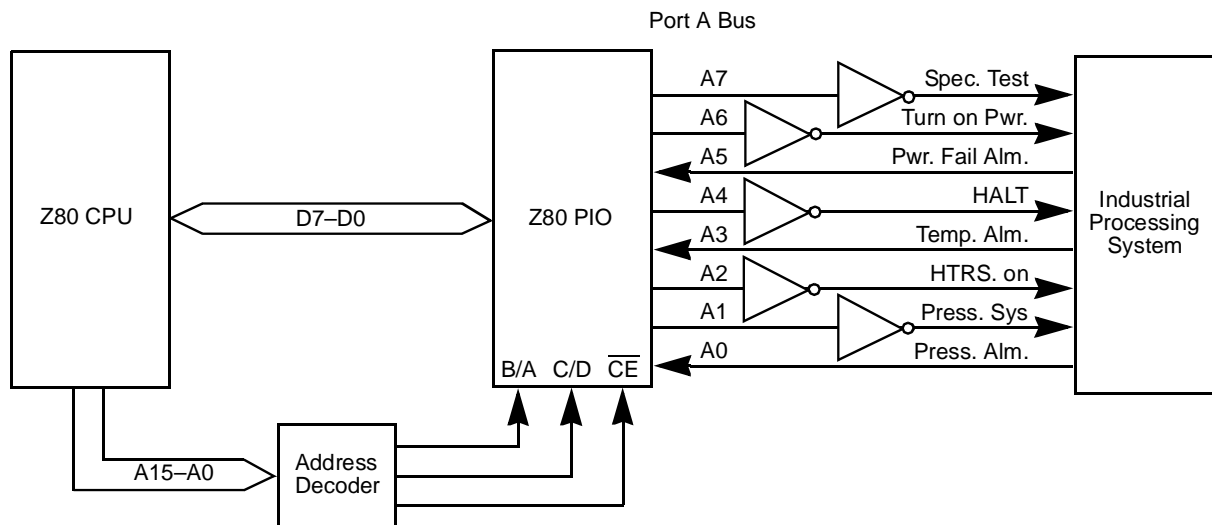 Port A Bus
Z80 CPU
D7–D0
Z80 PIO
A7
Spec. Test
A6
Turn on Pwr.
A5
Pwr. Fail Alm.
A4
HALT
A3
Temp. Alm.
A2
HTRS. on
A1
Press. Sys
A0
Press. Alm.
Industrial
Processing
System
B/A C/D C̅E̅
A15–A0
Address
Decoder